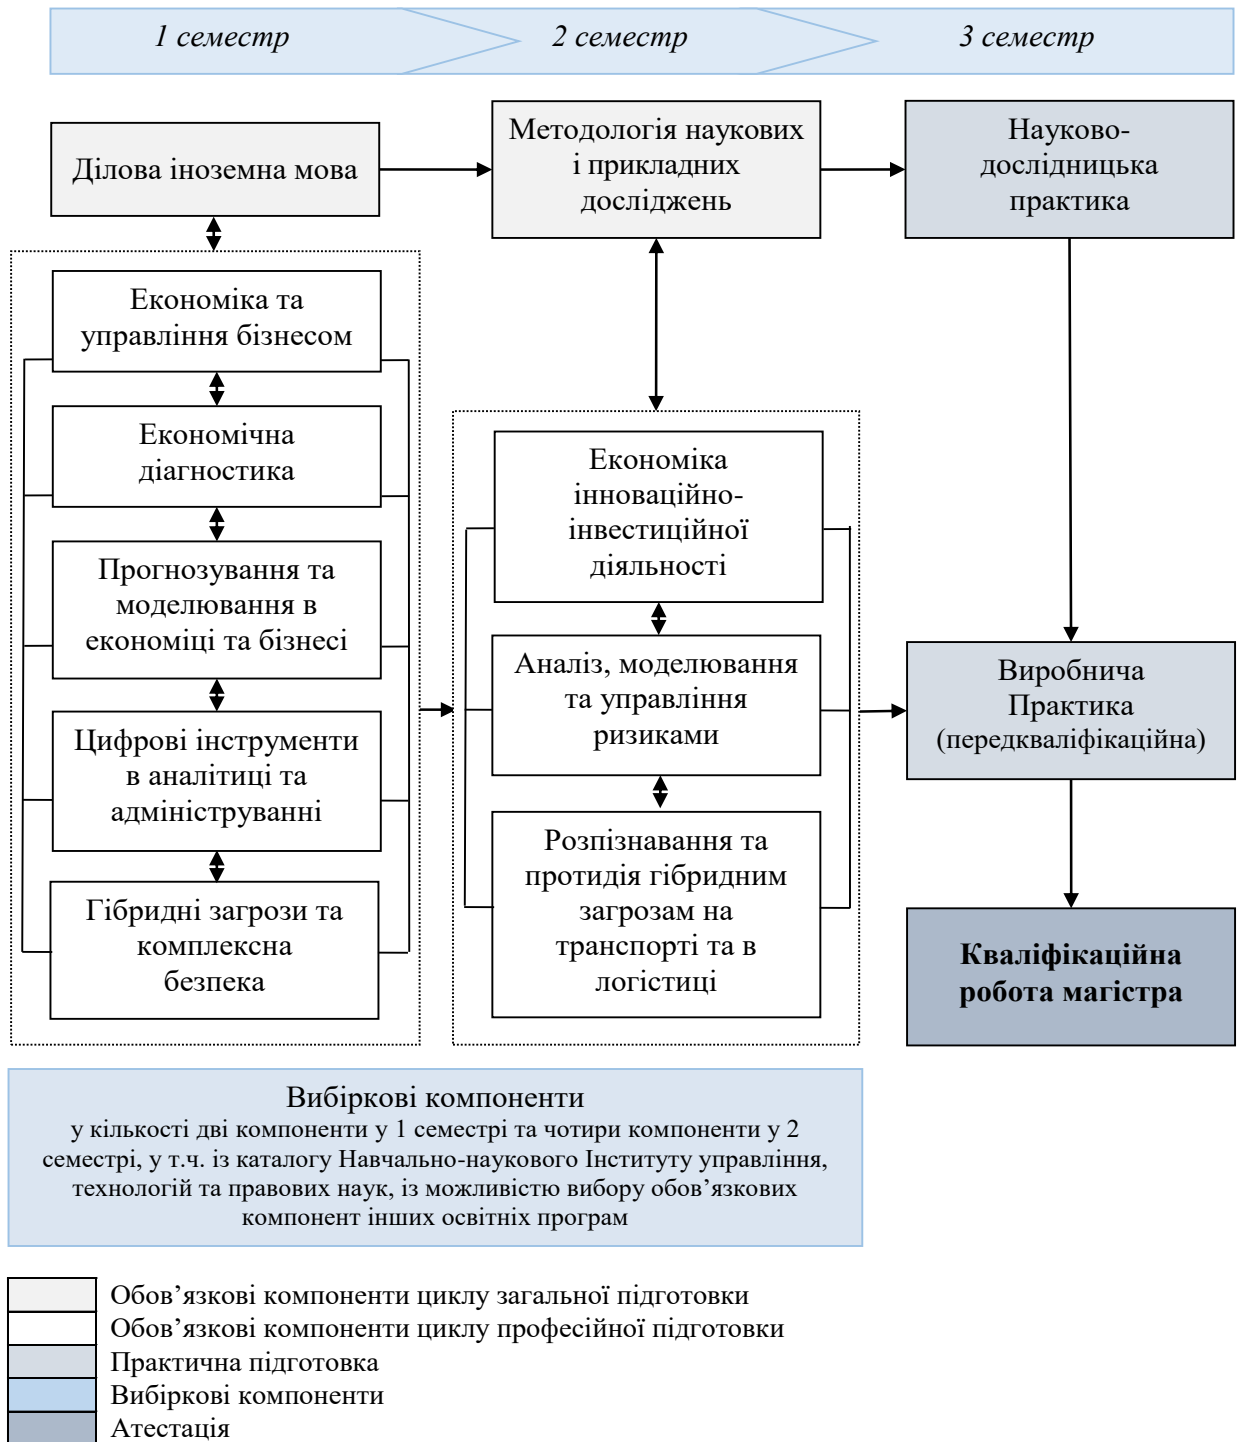 1 семестр
2 семестр
3 семестр
Ділова іноземна мова
Методологія наукових
і прикладних
досліджень
Науково-
дослідницька
практика
Економіка та
управління бізнесом
Економічна
діагностика
Прогнозування та
моделювання в
економіці та бізнесі
Цифрові інструменти
в аналітиці та
адмініструванні
Гібридні загрози та
комплексна
безпека
Економіка
інноваційно-
інвестиційної
діяльності
Аналіз, моделювання
та управління
ризиками
Розпізнавання та
протидія гібридним
загрозам на
транспорті та в
логістиці
Виробнича
Практика
(передкваліфікаційна)
Кваліфікаційна
робота магістра
Вибіркові компоненти
у кількості дві компоненти у 1 семестрі та чотири компоненти у 2
семестрі, у т.ч. із каталогу Навчально-наукового Інституту управління,
технологій та правових наук, із можливістю вибору обов’язкових
компонент інших освітніх програм
Обов’язкові компоненти циклу загальної підготовки
Обов’язкові компоненти циклу професійної підготовки
Практична підготовка
Вибіркові компоненти
Атестація